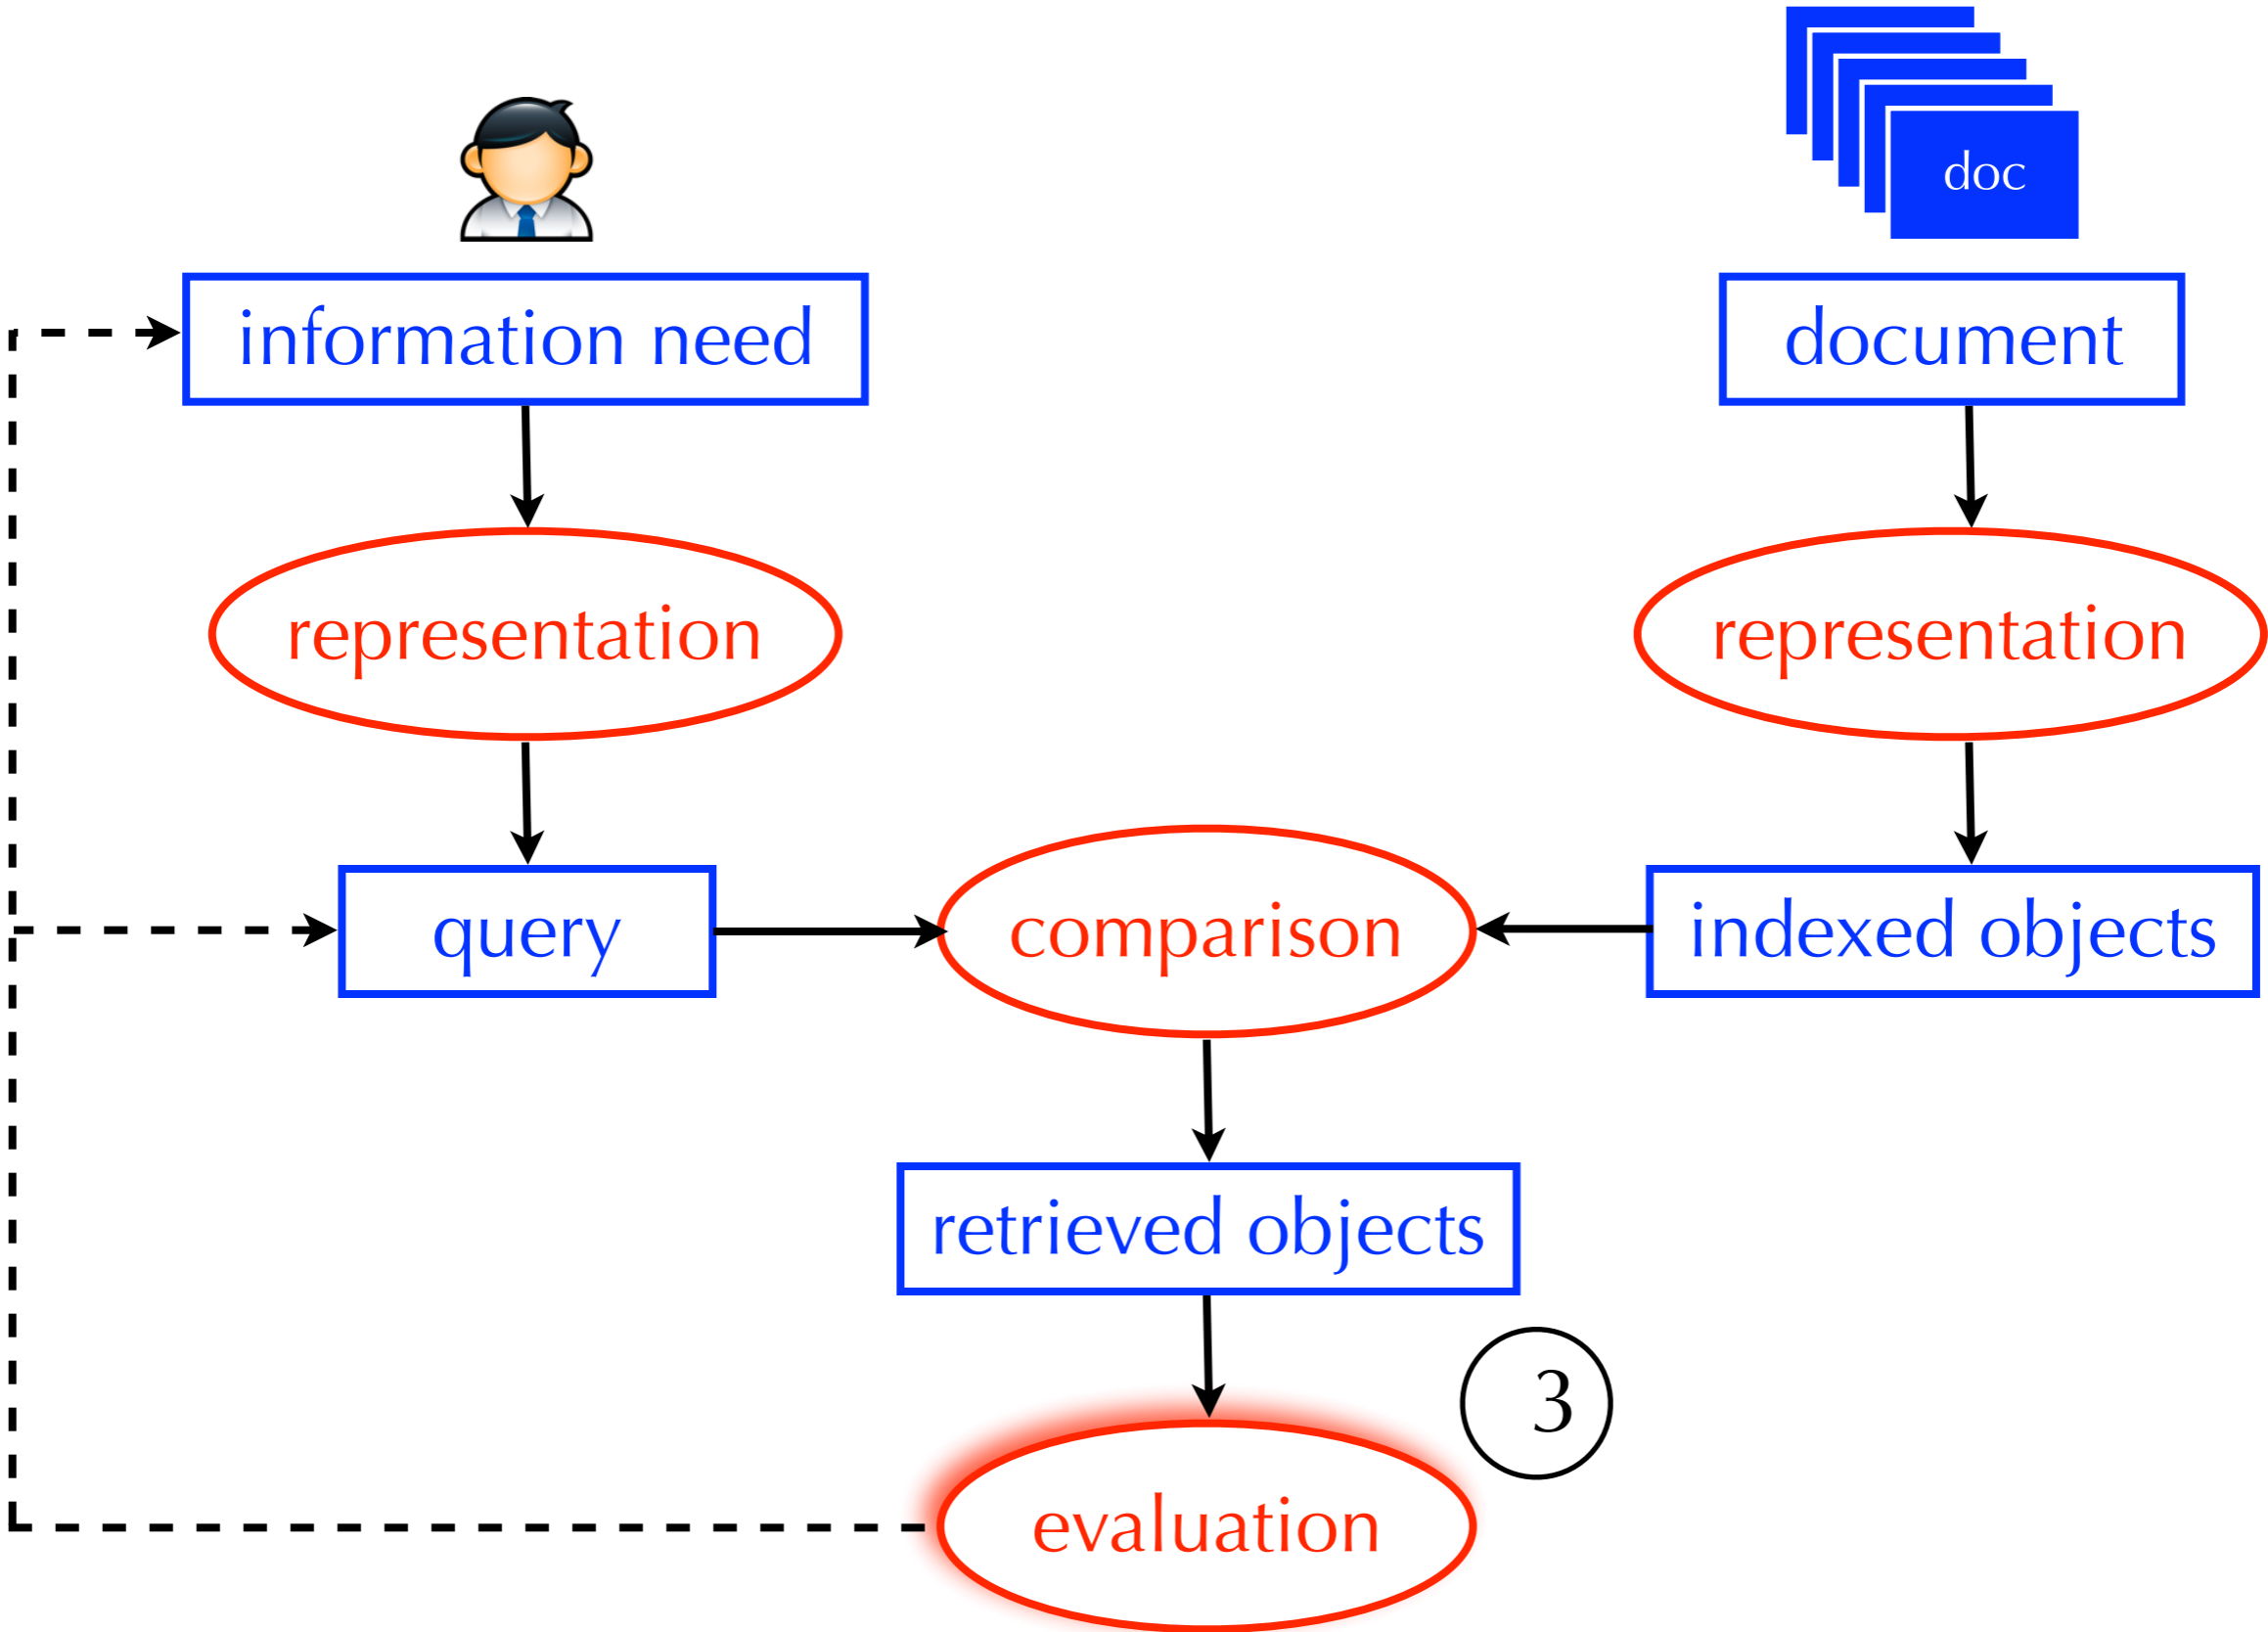 doc
information need
document
representation
representation
query
comparison
indexed objects
retrieved objects
3
evaluation